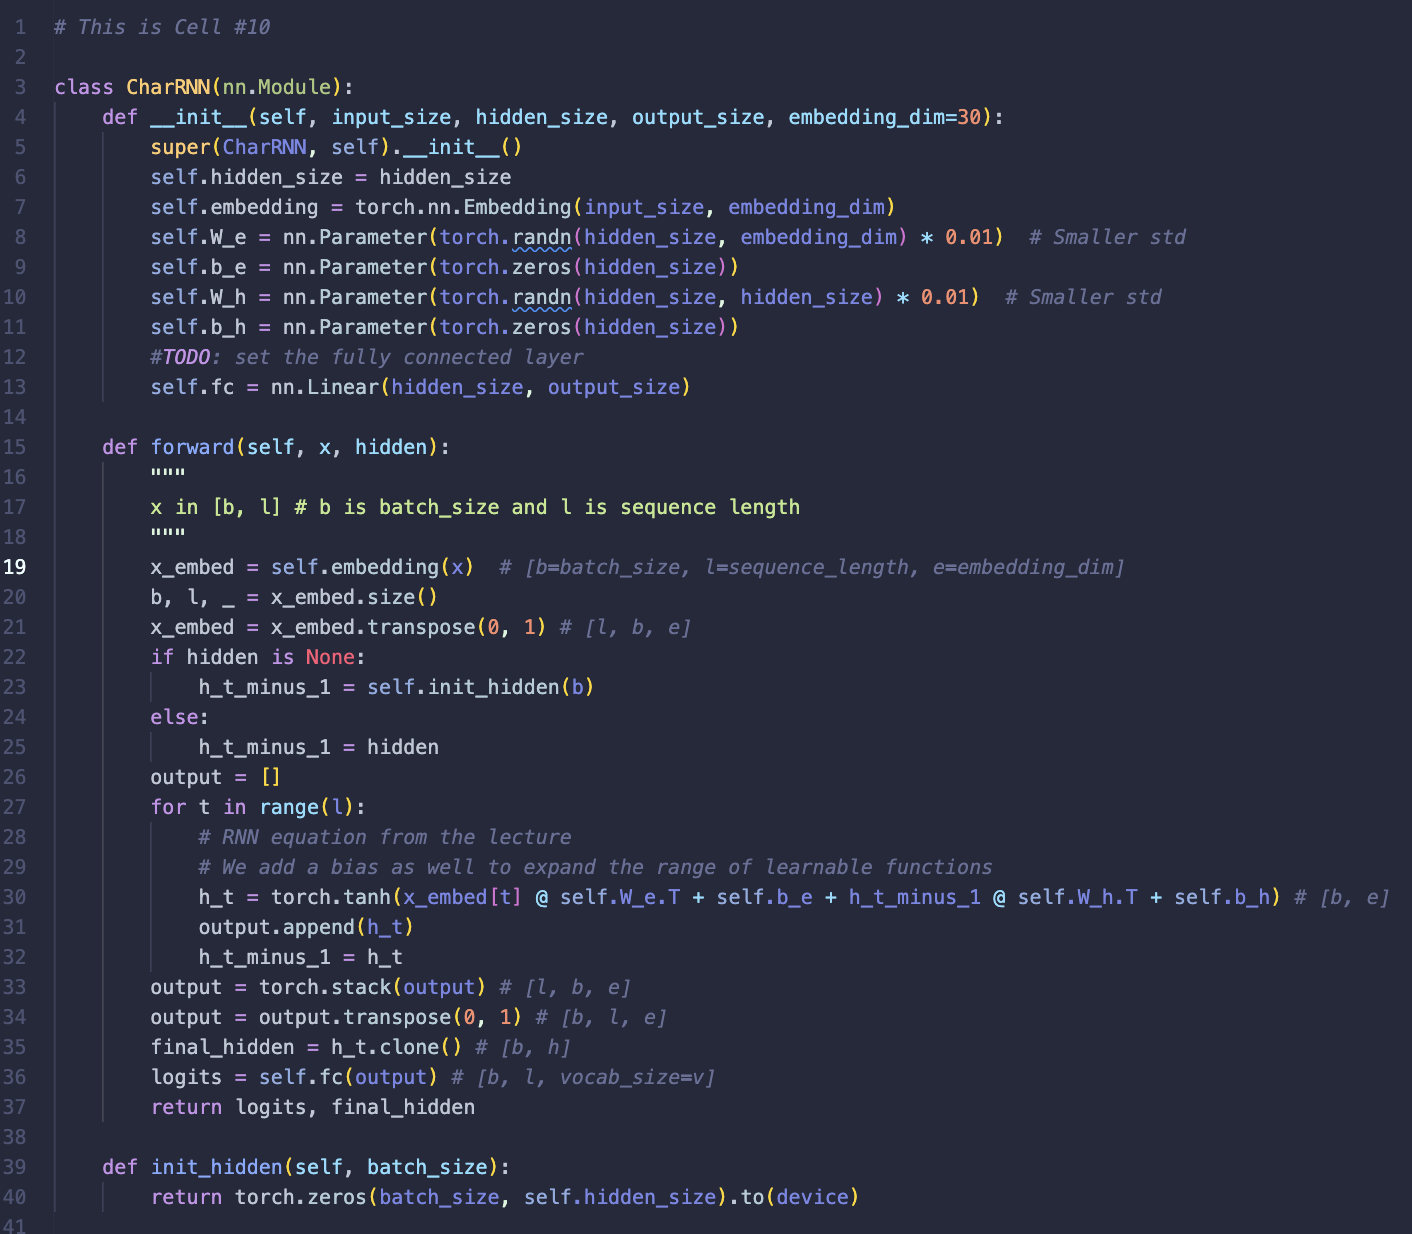 1 # This is Cell #10
2
3 class CharRNN(nn.Module):
4     def __init__(self, input_size, hidden_size, output_size, embedding_dim=30):
5         super(CharRNN, self).__init__()
6         self.hidden_size = hidden_size
7         self.embedding = torch.nn.Embedding(input_size, embedding_dim)
8         self.W_e = nn.Parameter(torch.randn(hidden_size, embedding_dim) * 0.01)  # Smaller std
9         self.b_e = nn.Parameter(torch.zeros(hidden_size))
10         self.W_h = nn.Parameter(torch.randn(hidden_size, hidden_size) * 0.01)  # Smaller std
11         self.b_h = nn.Parameter(torch.zeros(hidden_size))
12         #TODO: set the fully connected layer
13         self.fc = nn.Linear(hidden_size, output_size)
14
15     def forward(self, x, hidden):
16         """
17         x in [b, l] # b is batch_size and l is sequence length
18         """
19         x_embed = self.embedding(x)  # [b=batch_size, l=sequence_length, e=embedding_dim]
20         b, l, _ = x_embed.size()
21         x_embed = x_embed.transpose(0, 1) # [l, b, e]
22         if hidden is None:
23             h_t_minus_1 = self.init_hidden(b)
24         else:
25             h_t_minus_1 = hidden
26         output = []
27         for t in range(l):
28             # RNN equation from the lecture
29             # We add a bias as well to expand the range of learnable functions
30             h_t = torch.tanh(x_embed[t] @ self.W_e.T + self.b_e + h_t_minus_1 @ self.W_h.T + self.b_h) # [b, e]
31             output.append(h_t)
32             h_t_minus_1 = h_t
33         output = torch.stack(output) # [l, b, e]
34         output = output.transpose(0, 1) # [b, l, e]
35         final_hidden = h_t.clone() # [b, h]
36         logits = self.fc(output) # [b, l, vocab_size=v]
37         return logits, final_hidden
38
39     def init_hidden(self, batch_size):
40         return torch.zeros(batch_size, self.hidden_size).to(device)
41